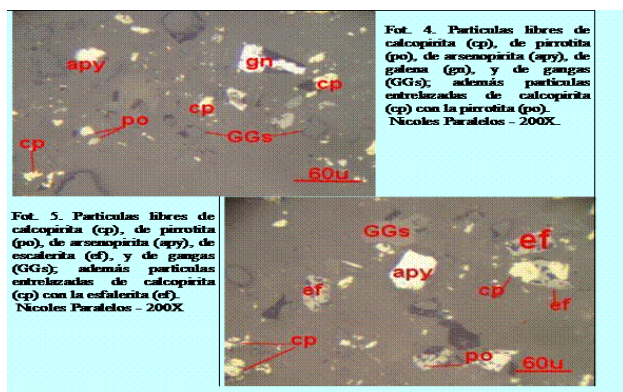 apy
gn
cp
cp
po
GGs
cp
60u
Fot. 4. Partículas libres de
calcopirita (cp), de pirrotita
(po), de arsenopirita (apy), de
galena (gn), y de gangas
(GGs); además partículas
entrelazadas de calcopirita
(cp) con la pirrotita (po).
Nicoles Paralelos – 200X.
Fot. 5. Partículas libres de
calcopirita (cp), de pirrotita
(po), de arsenopirita (apy), de
escalerita (ef), y de gangas
(GGs); además partículas
entrelazadas de calcopirita
(cp) con la esfalerita (ef).
Nicoles Paralelos – 200X
GGs
ef
apy
ef
cp
ef
cp
po
60u